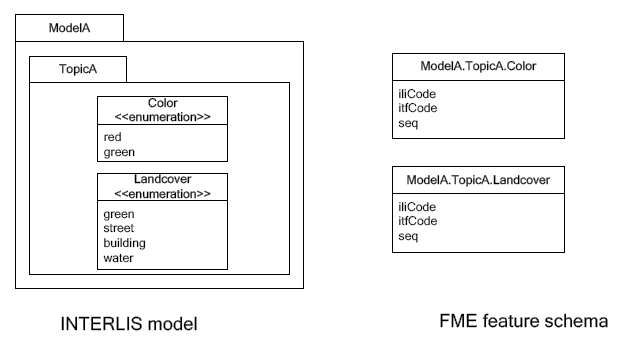 ModelA
TopicA
Color
<<enumeration>>
red
green
Landcover
<<enumeration>>
green
street
building
water
INTERLIS model
ModelA.TopicA.Color
iliCode
itfCode
seq
ModelA.TopicA.Landcover
iliCode
itfCode
seq
FME feature schema